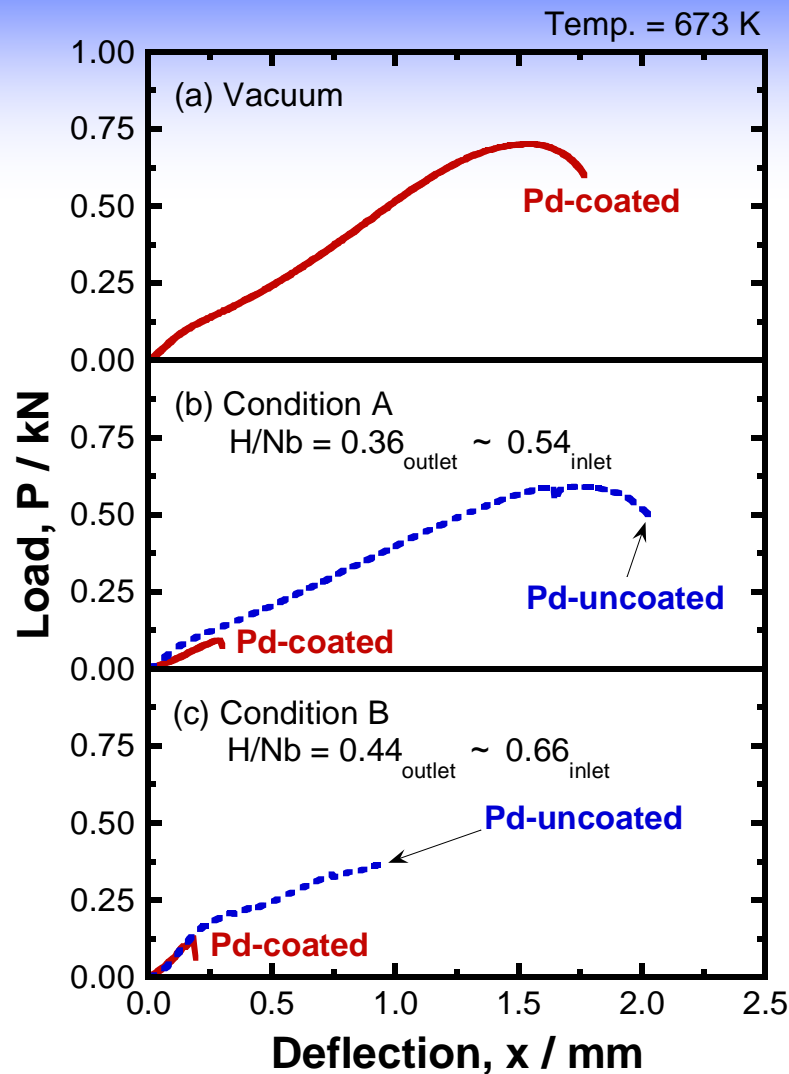 Temp. = 673 K
1.00
(a) Vacuum
0.75
Pd-coated
0.50
0.25
0.00
(b) Condition A
H/Nb = 0.36outlet ~ 0.54inlet
0.75
0.50
Pd-uncoated
0.25
Pd-coated
0.00
(c) Condition B
H/Nb = 0.44outlet ~ 0.66inlet
0.75
Pd-uncoated
0.50
0.25
Pd-coated
0.00
0.0 0.5 1.0 1.5 2.0 2.5
Load, P / kN
Deflection, x / mm